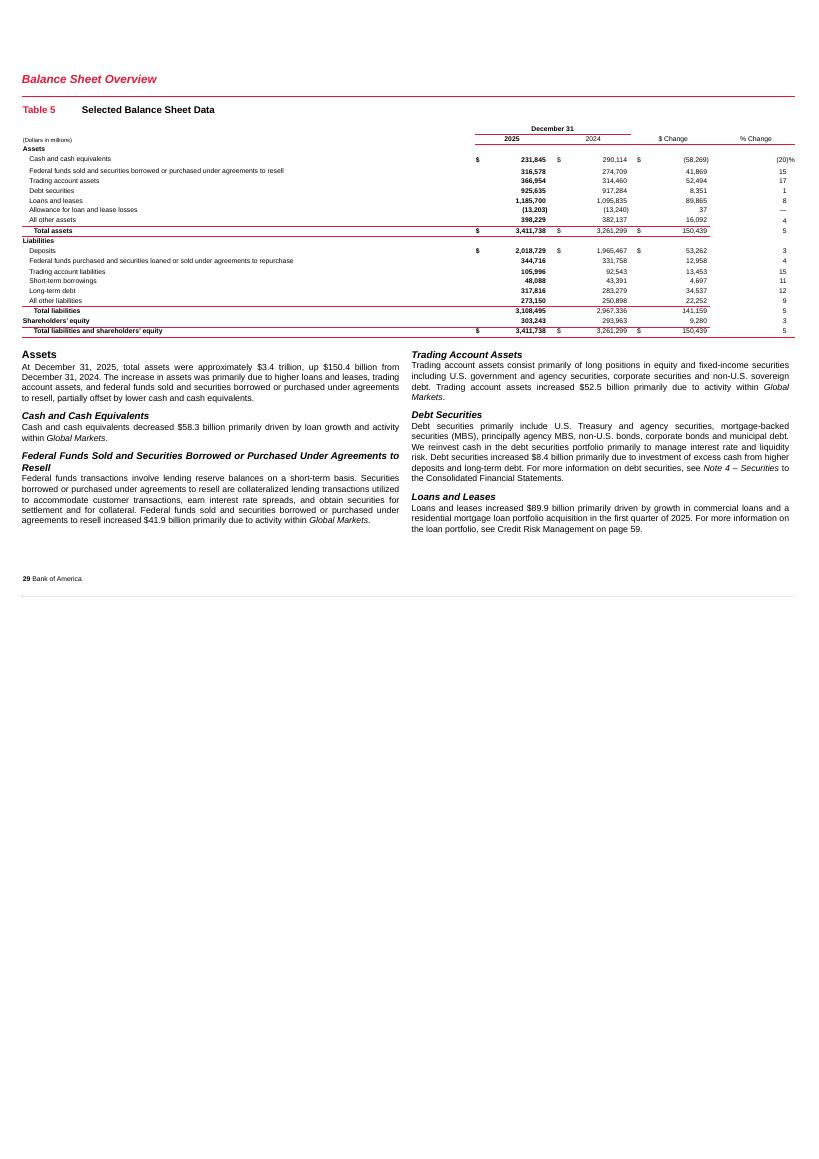 Balance Sheet Overview
Table 5 Selected Balance Sheet Data
December 31
(Dollars in millions) 2025 2024 $ Change % Change
Assets
Cash and cash equivalents $ 231,845 $ 290,114 $ (58,269) (20)%
Federal funds sold and securities borrowed or purchased under agreements to resell 316,578 274,709 41,869 15
Trading account assets 366,954 314,460 52,494 17
Debt securities 925,635 917,284 8,351 1
Loans and leases 1,185,700 1,095,835 89,865 8
Allowance for loan and lease losses (13,203) (13,240) 37 —
All other assets 398,229 382,137 16,092 4
Total assets $ 3,411,738 $ 3,261,299 $ 150,439 5
Liabilities
Deposits $ 2,018,729 $ 1,965,467 $ 53,262 3
Federal funds purchased and securities loaned or sold under agreements to repurchase 344,716 331,758 12,958 4
Trading account liabilities 105,996 92,543 13,453 15
Short-term borrowings 48,088 43,391 4,697 11
Long-term debt 317,816 283,279 34,537 12
All other liabilities 273,150 250,898 22,252 9
Total liabilities 3,108,495 2,967,336 141,159 5
Shareholders' equity 303,243 293,963 9,280 3
Total liabilities and shareholders' equity $ 3,411,738 $ 3,261,299 $ 150,439 5
Assets
At December 31, 2025, total assets were approximately $3.4 trillion, up $150.4 billion from
December 31, 2024. The increase in assets was primarily due to higher loans and leases, trading
account assets, and federal funds sold and securities borrowed or purchased under agreements
to resell, partially offset by lower cash and cash equivalents.
Cash and Cash Equivalents
Cash and cash equivalents decreased $58.3 billion primarily driven by loan growth and activity
within Global Markets.
Federal Funds Sold and Securities Borrowed or Purchased Under Agreements to
Resell
Federal funds transactions involve lending reserve balances on a short-term basis. Securities
borrowed or purchased under agreements to resell are collateralized lending transactions utilized
to accommodate customer transactions, earn interest rate spreads, and obtain securities for
settlement and for collateral. Federal funds sold and securities borrowed or purchased under
agreements to resell increased $41.9 billion primarily due to activity within Global Markets.
Trading Account Assets
Trading account assets consist primarily of long positions in equity and fixed-income securities
including U.S. government and agency securities, corporate securities and non-U.S. sovereign
debt. Trading account assets increased $52.5 billion primarily due to activity within Global
Markets.
Debt Securities
Debt securities primarily include U.S. Treasury and agency securities, mortgage-backed
securities (MBS), principally agency MBS, non-U.S. bonds, corporate bonds and municipal debt.
We reinvest cash in the debt securities portfolio primarily to manage interest rate and liquidity
risk. Debt securities increased $8.4 billion primarily due to investment of excess cash from higher
deposits and long-term debt. For more information on debt securities, see Note 4 – Securities to
the Consolidated Financial Statements.
Loans and Leases
Loans and leases increased $89.9 billion primarily driven by growth in commercial loans and a
residential mortgage loan portfolio acquisition in the first quarter of 2025. For more information on
the loan portfolio, see Credit Risk Management on page 59.
29 Bank of America